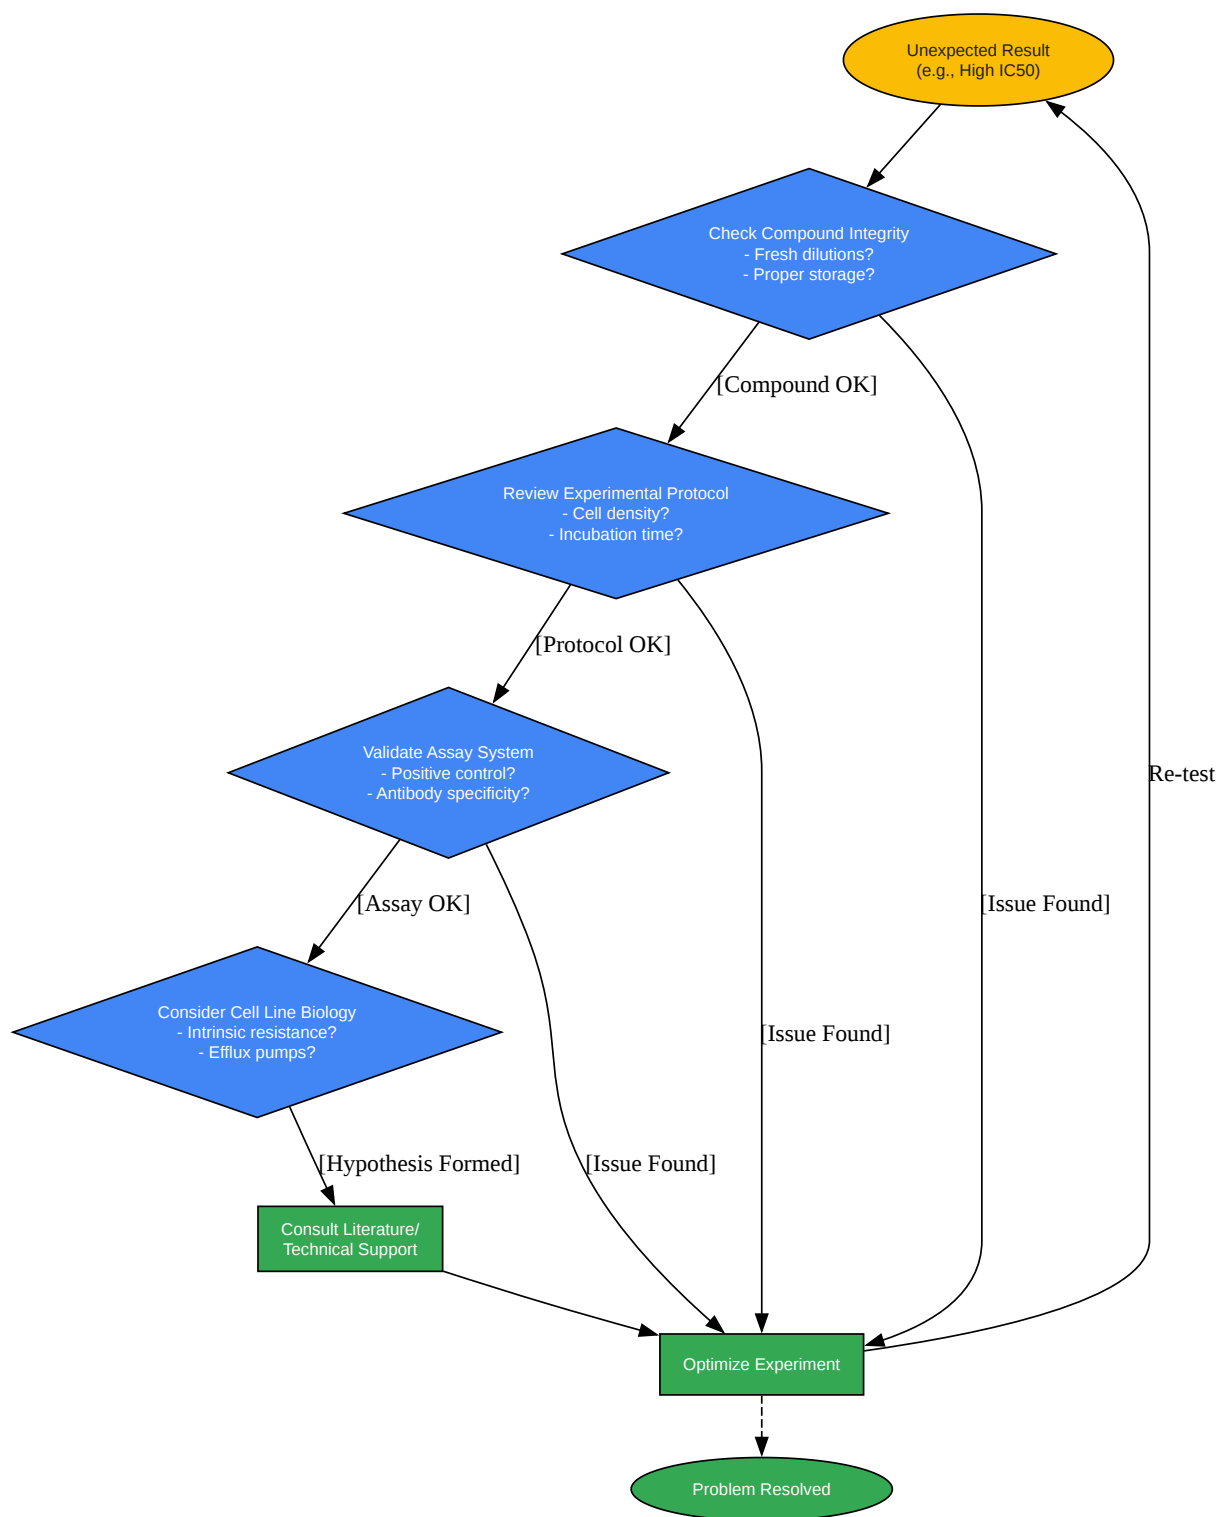 Unexpected Result
(e.g., High IC50)
Check Compound Integrity
- Fresh dilutions?
- Proper storage?
[Compound OK]
Review Experimental Protocol
- Cell density?
- Incubation time?
[Protocol OK]
Validate Assay System
- Positive control?
- Antibody specificity?
Re-test
[Assay OK]
[Issue Found]
Consider Cell Line Biology
- Intrinsic resistance?
- Efflux pumps?
[Issue Found]
[Hypothesis Formed]
[Issue Found]
Consult Literature/
Technical Support
Optimize Experiment
Problem Resolved